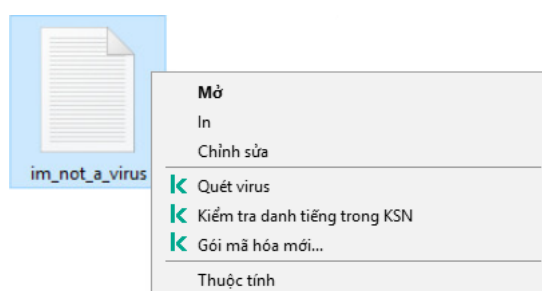 im_not_a_virus
Mở
In
Chỉnh sửa
Quét virus
Kiểm tra danh tiếng trong KSN
Gói mã hóa mới...
Thuộc tính